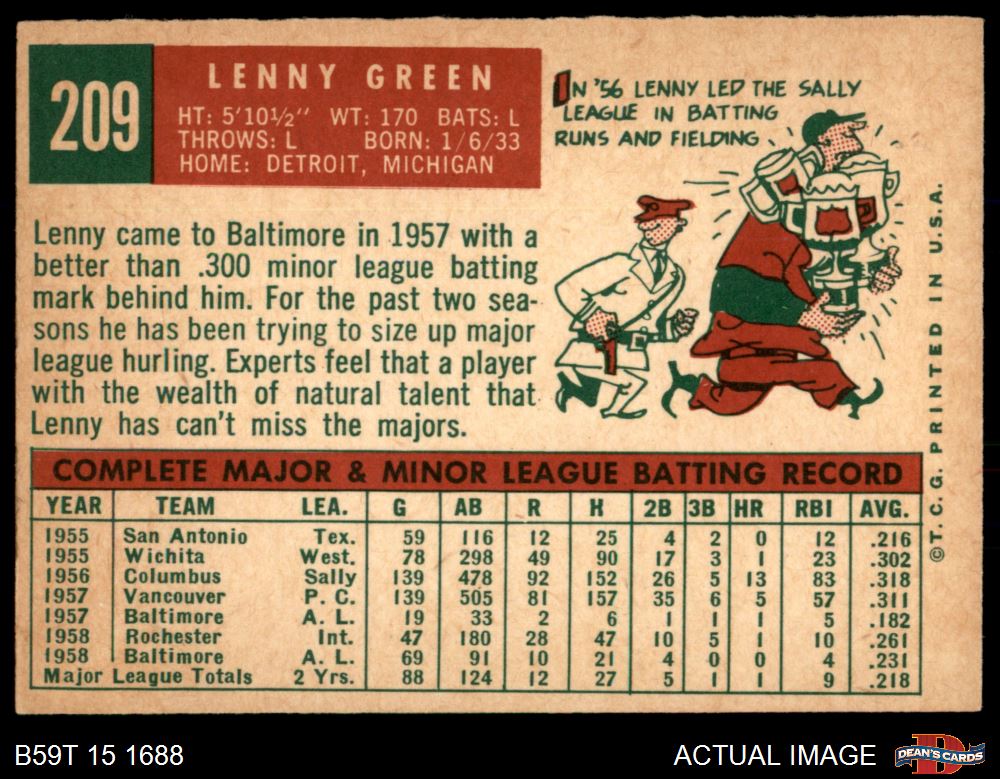 209
LENNY GREEN
HT: 5'10½" WT: 170 BATS: L
THROWS: L BORN: 1/6/33
HOME: DETROIT, MICHIGAN
IN '56 LENNY LED THE SALLY
LEAGUE IN BATTING
RUNS AND FIELDING
Lenny came to Baltimore in 1957 with a
better than .300 minor league batting
mark behind him. For the past two sea-
sons he has been trying to size up major
league hurling. Experts feel that a player
with the wealth of natural talent that
Lenny has can't miss the majors.
COMPLETE MAJOR & MINOR LEAGUE BATTING RECORD
YEAR TEAM LEA. G AB R H 2B 3B HR RBI AVG.
1955 San Antonio Tex. 59 116 12 25 4 2 0 12 .216
1955 Wichita West. 78 298 49 90 17 3 1 23 .302
1956 Columbus Sally 139 478 92 152 26 5 13 83 .318
1957 Vancouver P. C. 139 505 81 157 35 6 5 57 .311
1957 Baltimore A. L. 19 33 2 6 1 1 1 5 .182
1958 Rochester Int. 47 180 28 47 10 5 1 10 .261
1958 Baltimore A. L. 69 91 10 21 4 0 0 4 .231
Major League Totals 2 Yrs. 88 124 12 27 5 1 1 9 .218
©T.C.G. PRINTED IN U.S.A.
B59T 15 1688
ACTUAL IMAGE
DEAN'S CARDS